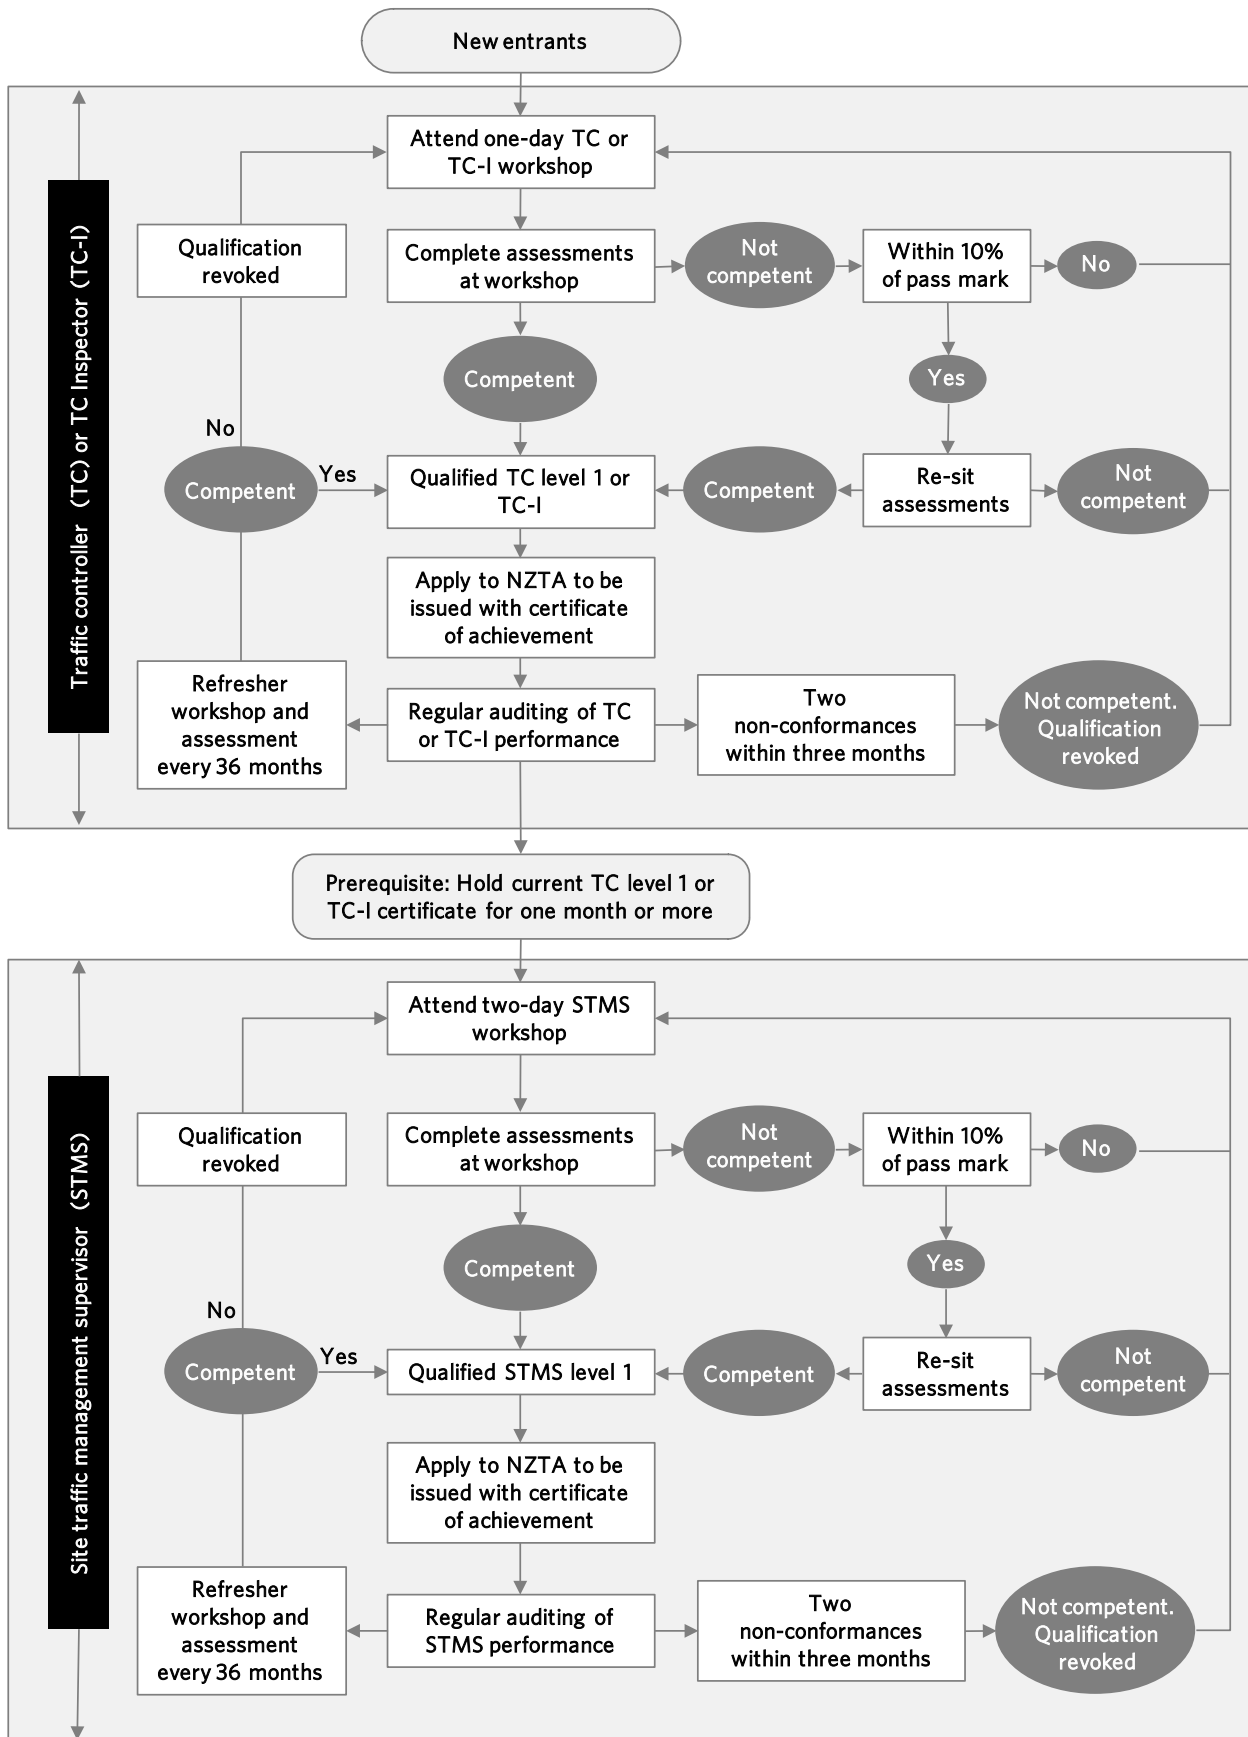 New entrants
Attend one-day TC or
TC-I workshop
Traffic controller (TC) or TC Inspector (TC-I)
Qualification
revoked
Complete assessments
at workshop
Not
competent
Within 10%
of pass mark
No
Competent
Yes
No
Competent
Yes
Qualified TC level 1 or
TC-I
Competent
Re-sit
assessments
Not
competent
Apply to NZTA to be
issued with certificate
of achievement
Refresher
workshop and
assessment
every 36 months
Regular auditing of TC
or TC-I performance
Two
non-conformances
within three months
Not competent.
Qualification
revoked
Prerequisite: Hold current TC level 1 or
TC-I certificate for one month or more
Attend two-day STMS
workshop
Site traffic management supervisor (STMS)
Qualification
revoked
Complete assessments
at workshop
Not
competent
Within 10%
of pass mark
No
Competent
Yes
No
Competent
Yes
Qualified STMS level 1
Competent
Re-sit
assessments
Not
competent
Apply to NZTA to be
issued with certificate
of achievement
Refresher
workshop and
assessment
every 36 months
Regular auditing of
STMS performance
Two
non-conformances
within three months
Not competent.
Qualification
revoked